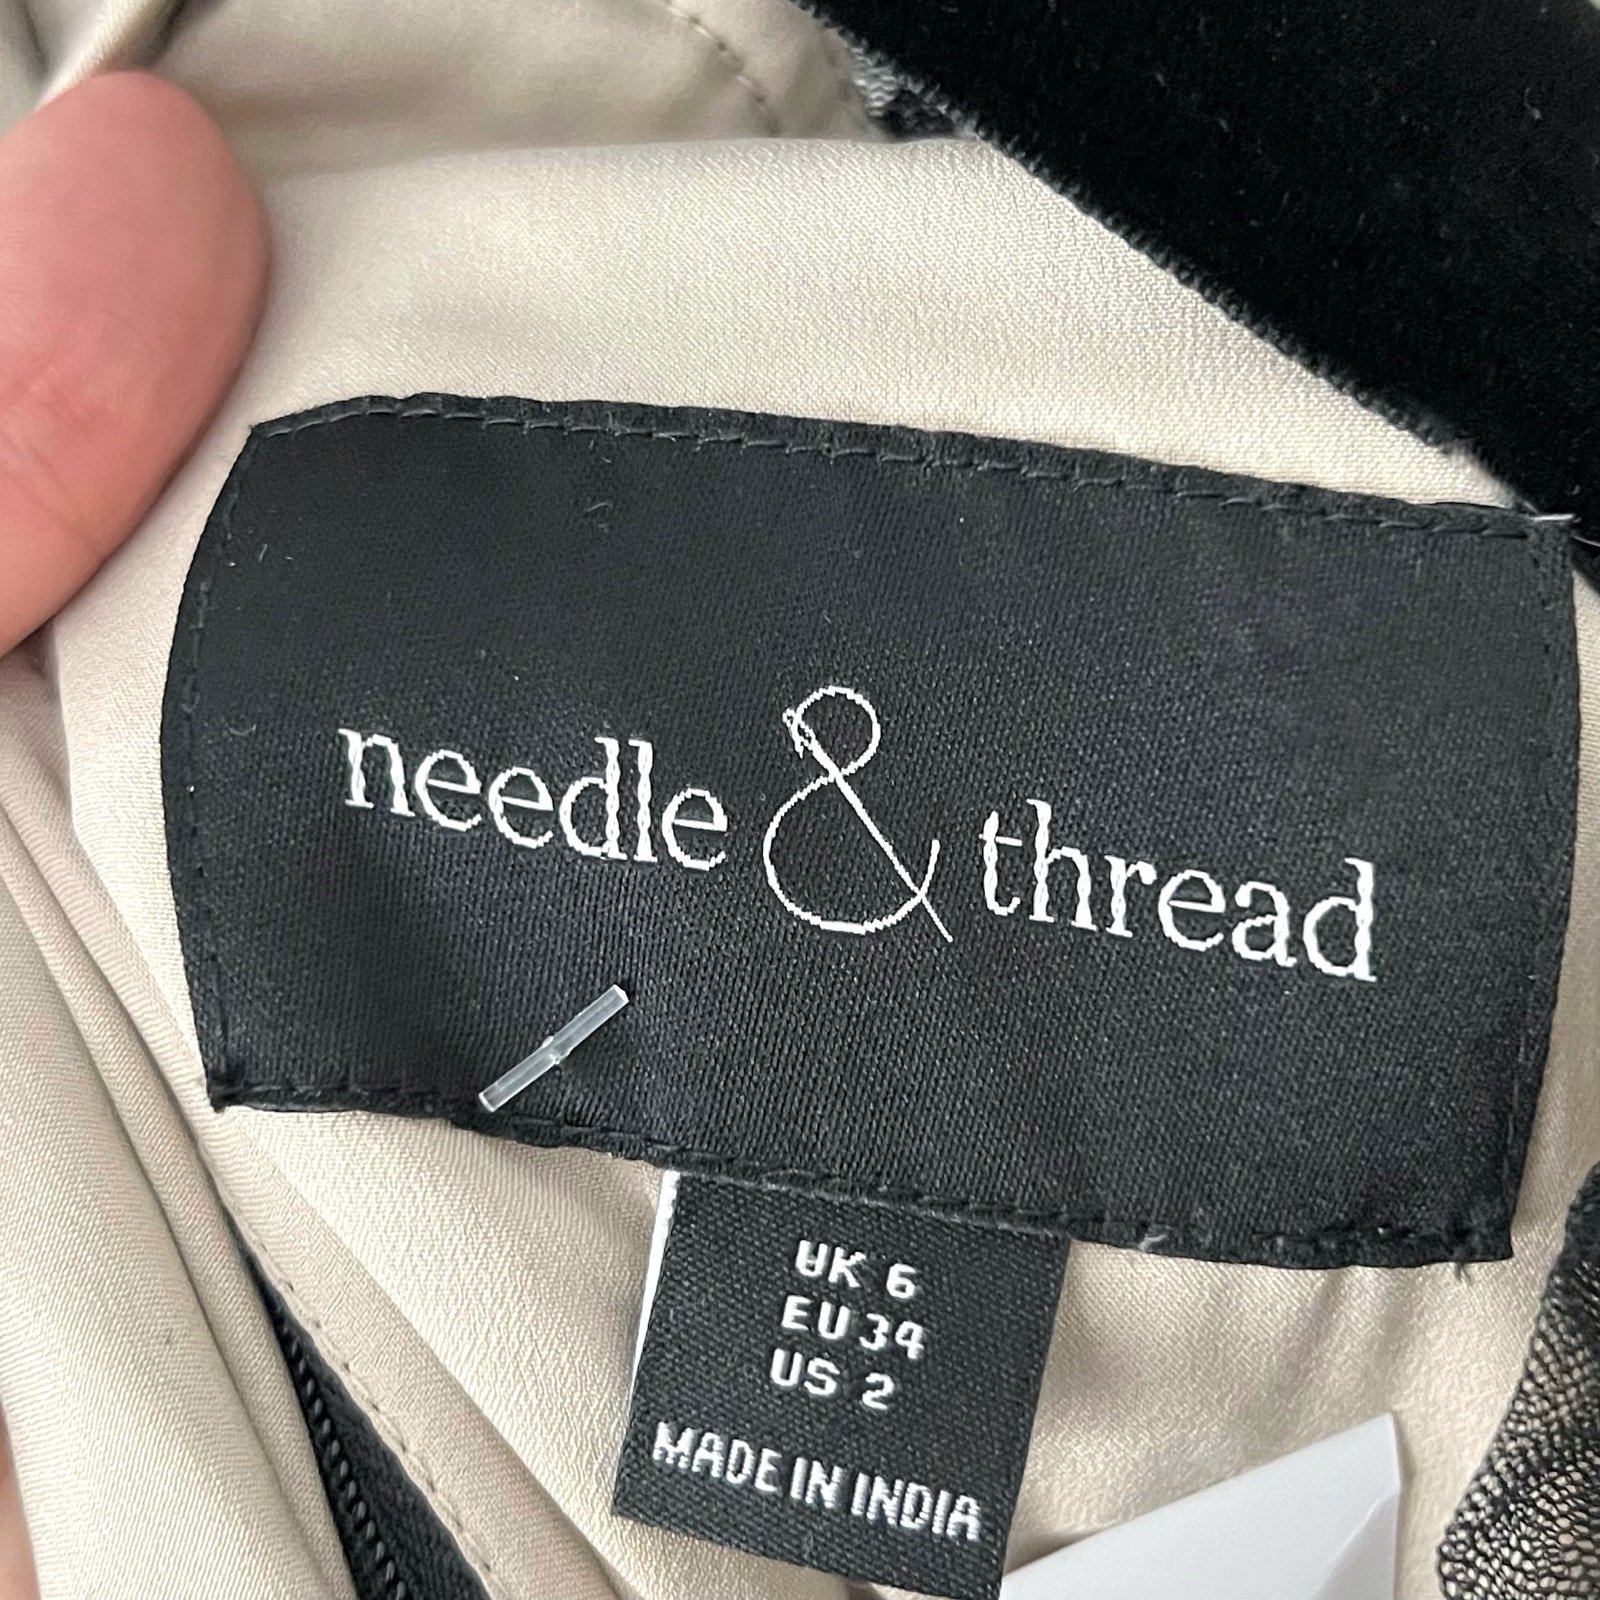 needle & thread
UK 6
EU 34
US 2
MADE IN INDIA